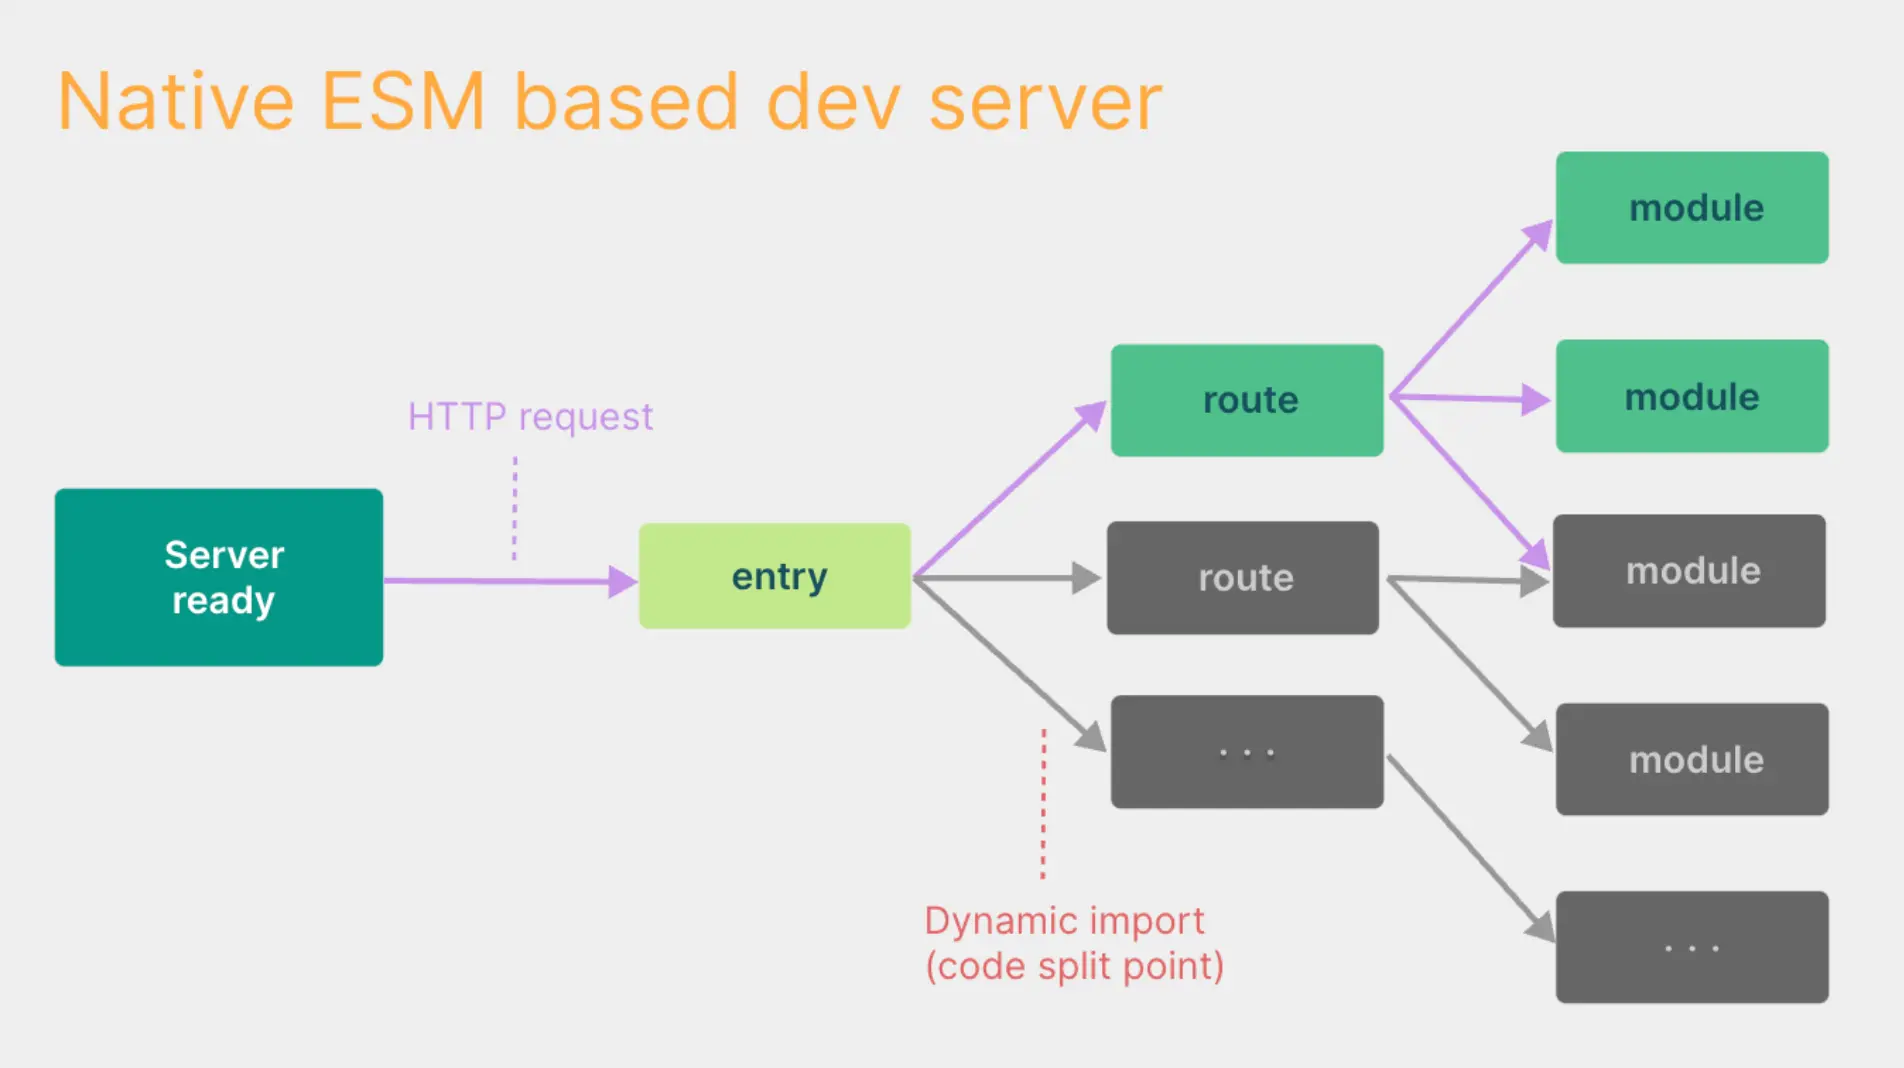 Native ESM based dev server
module
module
route
HTTP request
Server
ready
entry
route
module
. . .
module
Dynamic import
(code split point)
. . .